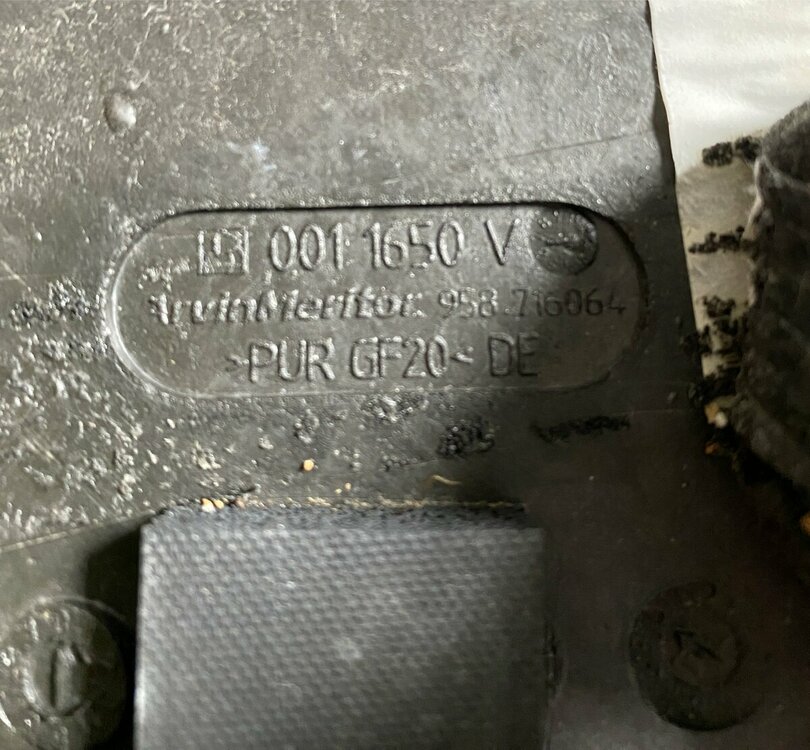 001 1650 V
ArvinMeritor. 958.716064
>PUR GF20< DE